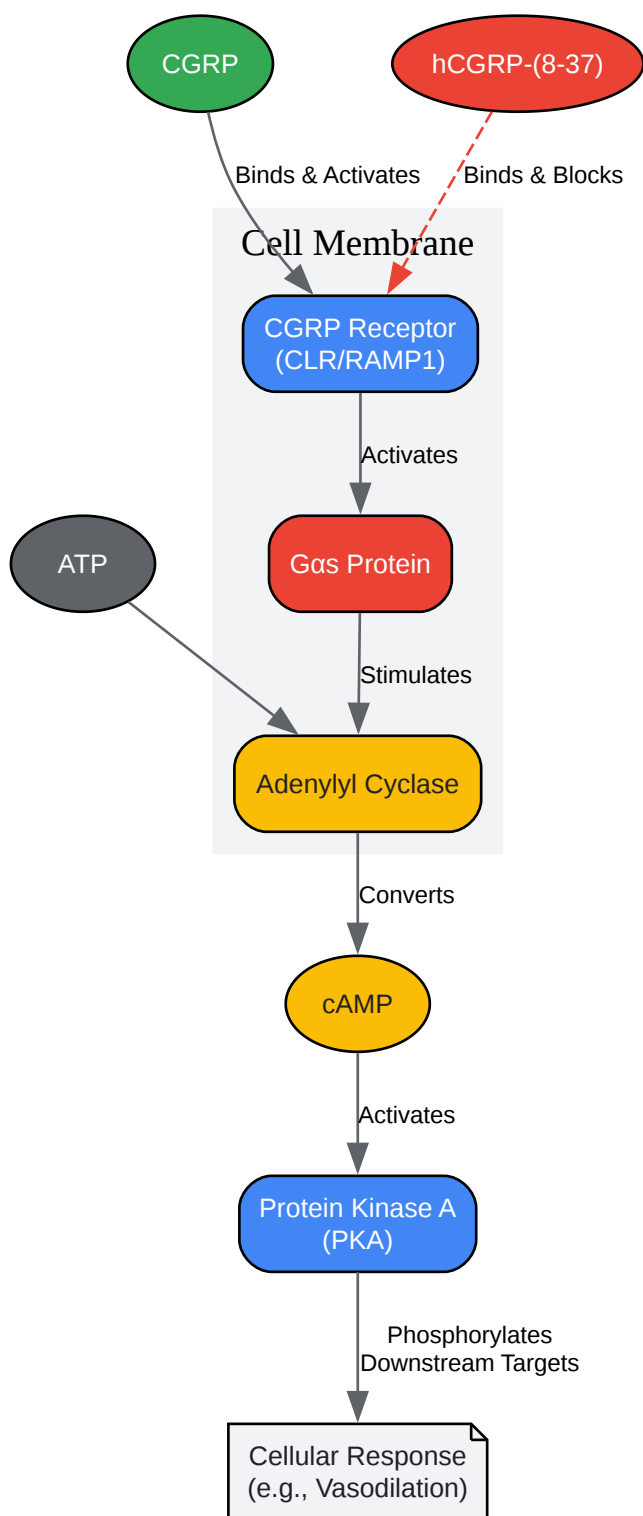 CGRP
hCGRP-(8-37)
Binds & Activates
Binds & Blocks
Cell Membrane
CGRP Receptor
(CLR/RAMP1)
Activates
ATP
Gαs Protein
Stimulates
Adenylyl Cyclase
Converts
cAMP
Activates
Protein Kinase A
(PKA)
Phosphorylates
Downstream Targets
Cellular Response
(e.g., Vasodilation)